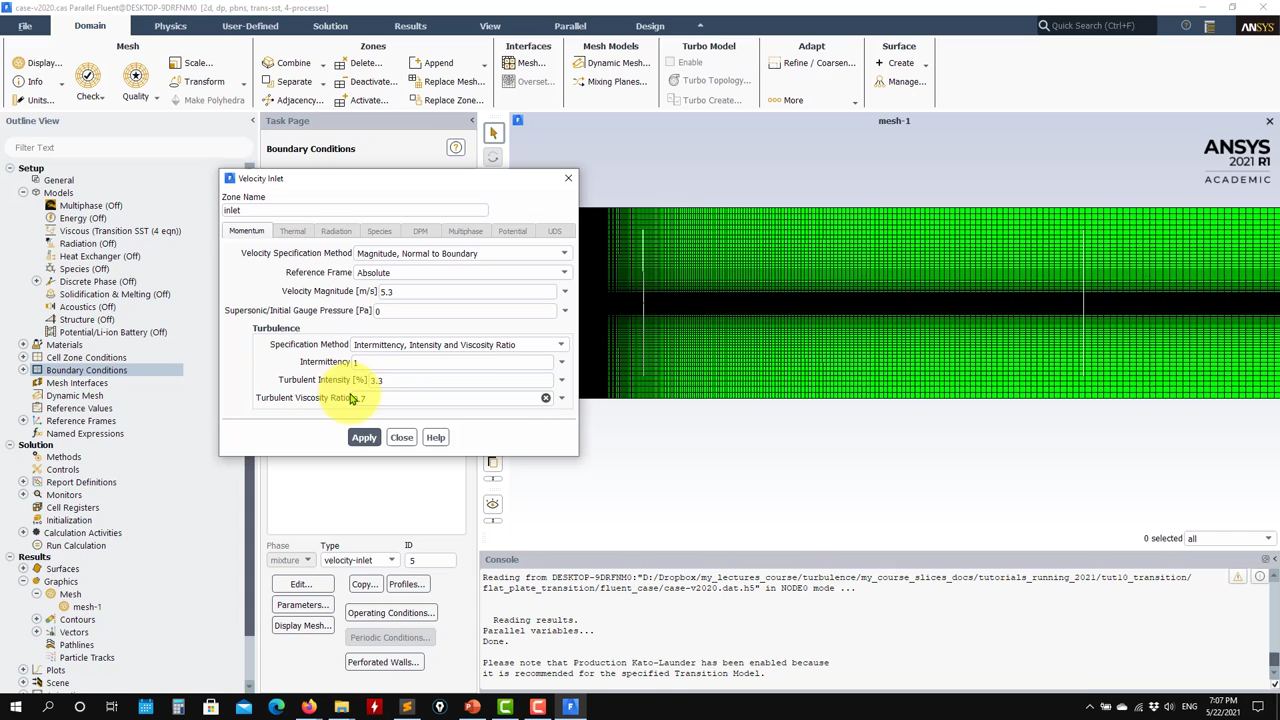 case-v2020.cas Parallel Fluent@DESKTOP-9DRFNM0 [2d, dp, pbns, trans-sst, 4-processes]
File Domain Physics User-Defined Solution Results View Parallel Design Quick Search (Ctrl+F) ANSYS
Mesh Zones Interfaces Mesh Models Turbo Model Adapt Surface
Display... Scale... Combine Delete... Append Mesh... Dynamic Mesh... Enable Refine / Coarsen... Create
Info Transform Separate Deactivate... Replace Mesh... Overset... Mixing Planes... Turbo Topology... Manage...
Units... Check Quality Make Polyhedra Adjacency... Activate... Replace Zone... Turbo Create... More
Outline View
Filter Text
Setup
General
Models
Multiphase (Off)
Energy (Off)
Viscous (Transition SST (4 eqn))
Radiation (Off)
Heat Exchanger (Off)
Species (Off)
Discrete Phase (Off)
Solidification & Melting (Off)
Acoustics (Off)
Structure (Off)
Potential/Li-ion Battery (Off)
Materials
Cell Zone Conditions
Boundary Conditions
Mesh Interfaces
Dynamic Mesh
Reference Values
Reference Frames
Named Expressions
Solution
Methods
Controls
Report Definitions
Monitors
Cell Registers
Initialization
Calculation Activities
Run Calculation
Results
Surfaces
Graphics
Mesh
mesh-1
Contours
Vectors
Pathlines
Particle Tracks
Plots
Scene
Task Page
Boundary Conditions
Velocity Inlet
Zone Name
inlet
Momentum Thermal Radiation Species DPM Multiphase Potential UDS
Velocity Specification Method Magnitude, Normal to Boundary
Reference Frame Absolute
Velocity Magnitude [m/s] 5.3
Supersonic/Initial Gauge Pressure [Pa] 0
Turbulence
Specification Method Intermittency, Intensity and Viscosity Ratio
Intermittency 1
Turbulent Intensity [%] 3.3
Turbulent Viscosity Ratio
Apply Close Help
Phase Type ID
mixture velocity-inlet 5
Edit... Copy... Profiles...
Parameters... Operating Conditions...
Display Mesh... Periodic Conditions...
Perforated Walls...
mesh-1
ANSYS
2021 R1
ACADEMIC
0 selected all
Console
Reading from DESKTOP-9DRFNM0:"D:/Dropbox/my_lectures_course/turbulence/my_course_slices_docs/tutorials_running_2021/tut10_transition/
flat_plate_transition/fluent_case/case-v2020.dat.h5" in NODE0 mode ...
Reading results.
Parallel variables...
Done.
Please note that Production Kato-Launder has been enabled because
it is recommended for the specified Transition Model.
ENG 7:07 PM
5/22/2021